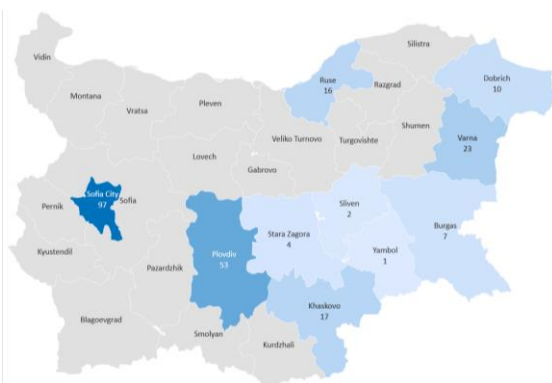 Vidin
Montana
Vratsa
Pleven
Ruse
16
Silistra
Razgrad
Dobrich
10
Veliko Turnovo
Turgovishte
Shumen
Varna
23
Lovech
Gabrovo
Sofia City
97
Sofia
Pernik
Kyustendil
Pazardzhik
Plovdiv
53
Stara Zagora
4
Sliven
2
Yambol
1
Burgas
7
Blagoevgrad
Smolyan
Khaskovo
17
Kurdzhali